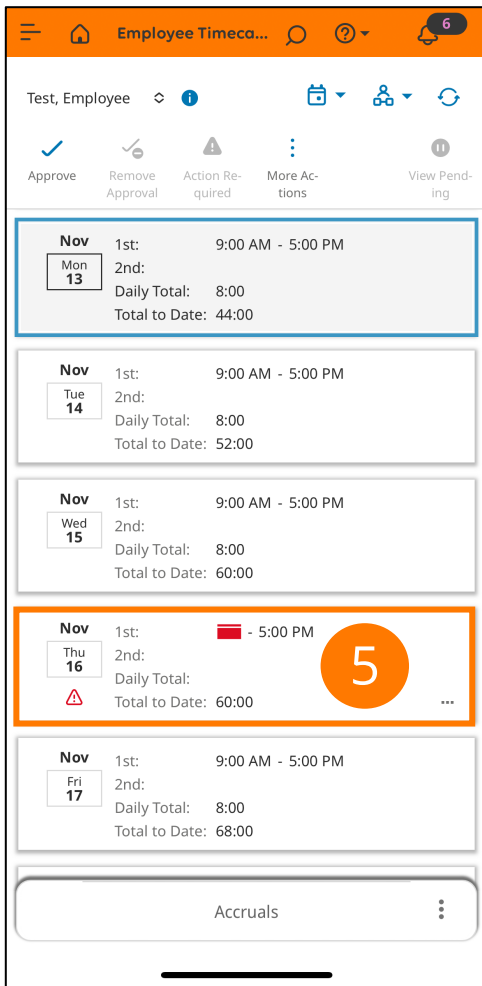 Employee Timeca...
6
Test, Employee
Approve
Remove
Approval
Action Re-
quired
More Ac-
tions
View Pend-
ing
Nov
Mon
13
1st: 9:00 AM - 5:00 PM
2nd:
Daily Total: 8:00
Total to Date: 44:00
Nov
Tue
14
1st: 9:00 AM - 5:00 PM
2nd:
Daily Total: 8:00
Total to Date: 52:00
Nov
Wed
15
1st: 9:00 AM - 5:00 PM
2nd:
Daily Total: 8:00
Total to Date: 60:00
Nov
Thu
16
1st: - 5:00 PM
2nd:
Daily Total:
Total to Date: 60:00
5
Nov
Fri
17
1st: 9:00 AM - 5:00 PM
2nd:
Daily Total: 8:00
Total to Date: 68:00
Accruals